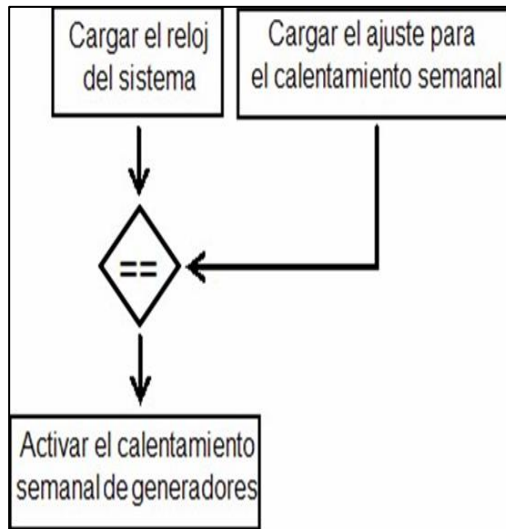 Cargar el reloj
del sistema
Cargar el ajuste para
el calentamiento semanal
==
Activar el calentamiento
semanal de generadores